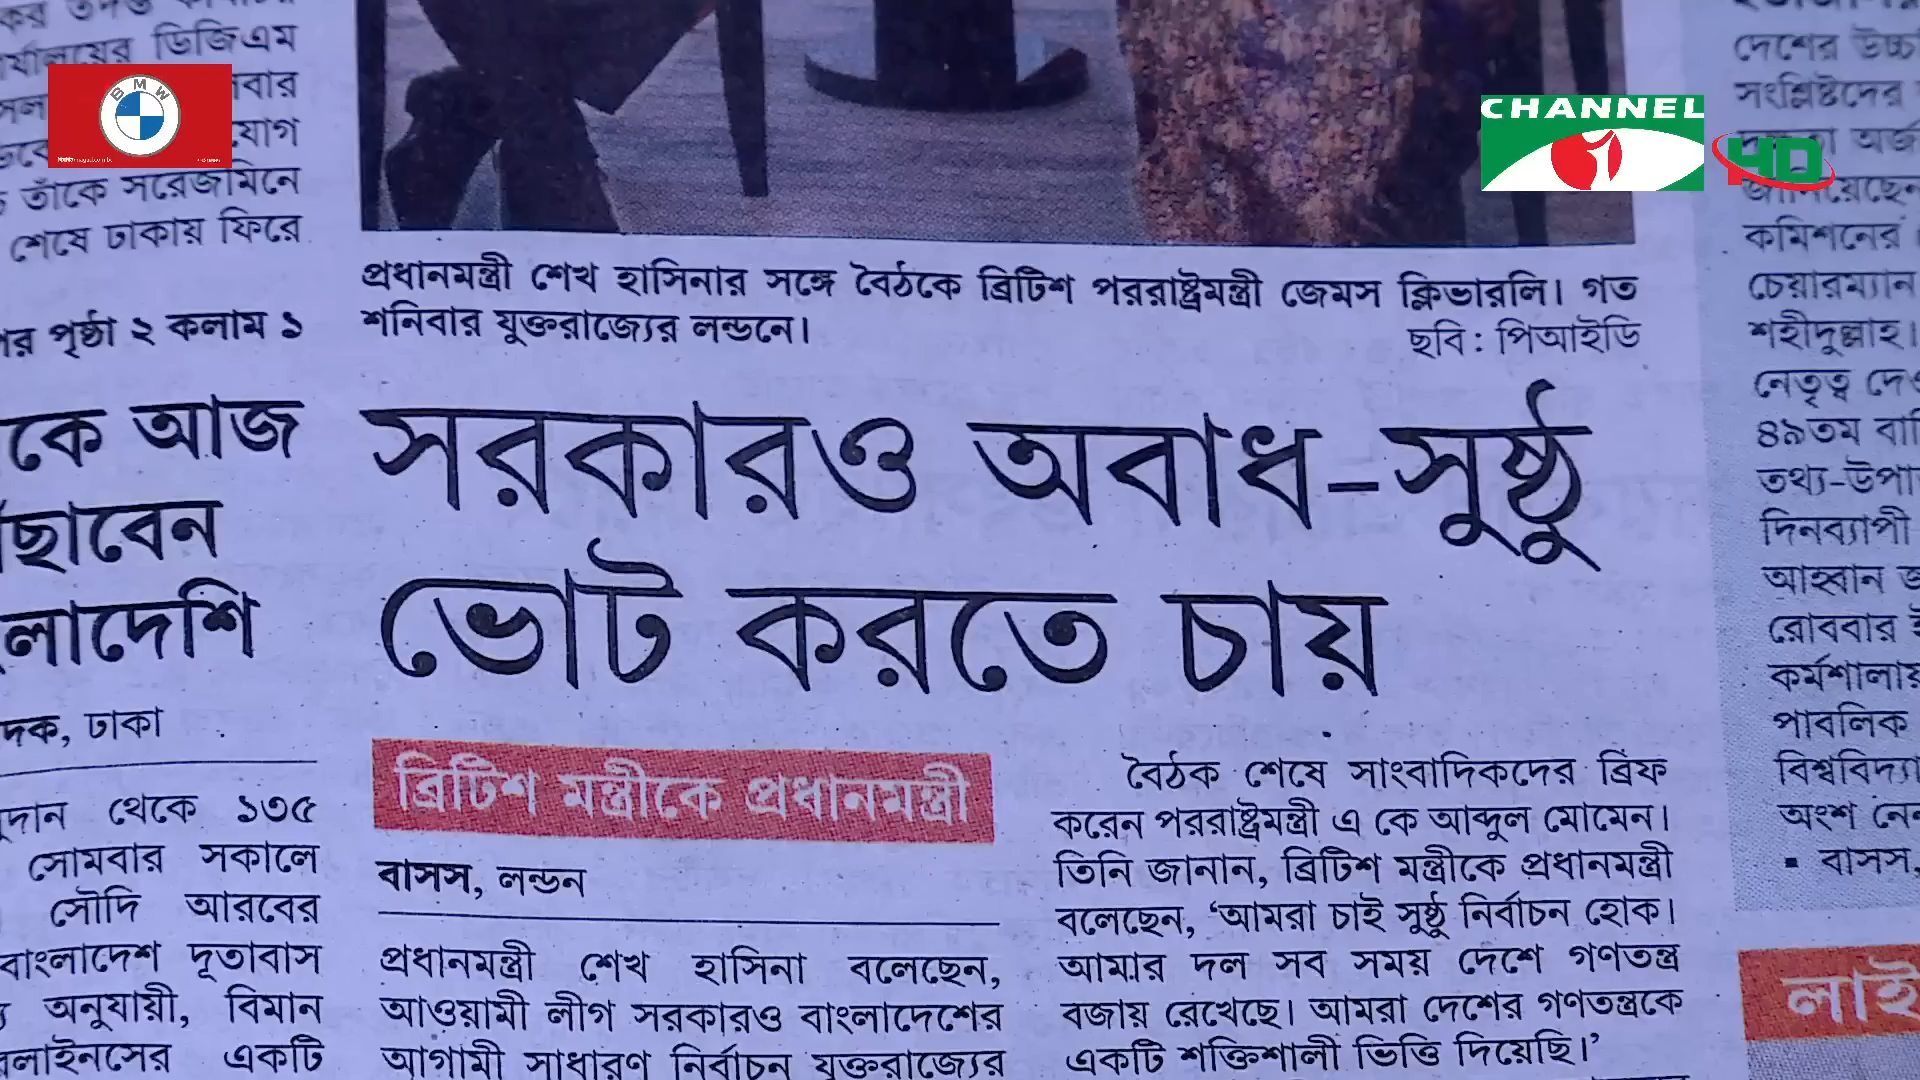 কার্যালয়ের ডিজিএম
তাঁকে সরেজমিনে
শেষে ঢাকায় ফিরে
পৃষ্ঠা ২ কলাম ১
কে আজ
লাদেশি
ঢাকা
থেকে ১৩৫
সোমবার সকালে
সৌদি আরবের
বাংলাদেশ দূতাবাস
অনুযায়ী, বিমান
একটি
BMW
CHANNEL i
HD
প্রধানমন্ত্রী শেখ হাসিনার সঙ্গে বৈঠকে ব্রিটিশ পররাষ্ট্রমন্ত্রী জেমস ক্লিভারলি। গত
শনিবার যুক্তরাজ্যের লন্ডনে।
ছবি : পিআইডি
সরকারও অবাধ-সুষ্ঠু
ভোট করতে চায়
ব্রিটিশ মন্ত্রীকে প্রধানমন্ত্রী
বাসস, লন্ডন
প্রধানমন্ত্রী শেখ হাসিনা বলেছেন,
আওয়ামী লীগ সরকারও বাংলাদেশের
আগামী সাধারণ নির্বাচন যুক্তরাজ্যের
বৈঠক শেষে সাংবাদিকদের ব্রিফ
করেন পররাষ্ট্রমন্ত্রী এ কে আব্দুল মোমেন।
তিনি জানান, ব্রিটিশ মন্ত্রীকে প্রধানমন্ত্রী
বলেছেন, ‘আমরা চাই সুষ্ঠু নির্বাচন হোক।
আমার দল সব সময় দেশে গণতন্ত্র
বজায় রেখেছে। আমরা দেশের গণতন্ত্রকে
একটি শক্তিশালী ভিত্তি দিয়েছি।’
দেশের
সংশ্লিষ্টদের
কমিশনের
চেয়ারম্যান
শহীদুল্লাহ।
নেতৃত্ব
৪৯তম
দিনব্যাপী
আহ্বান
রোববার
কর্মশালায়
পাবলিক
অংশ
▪ বাসস,